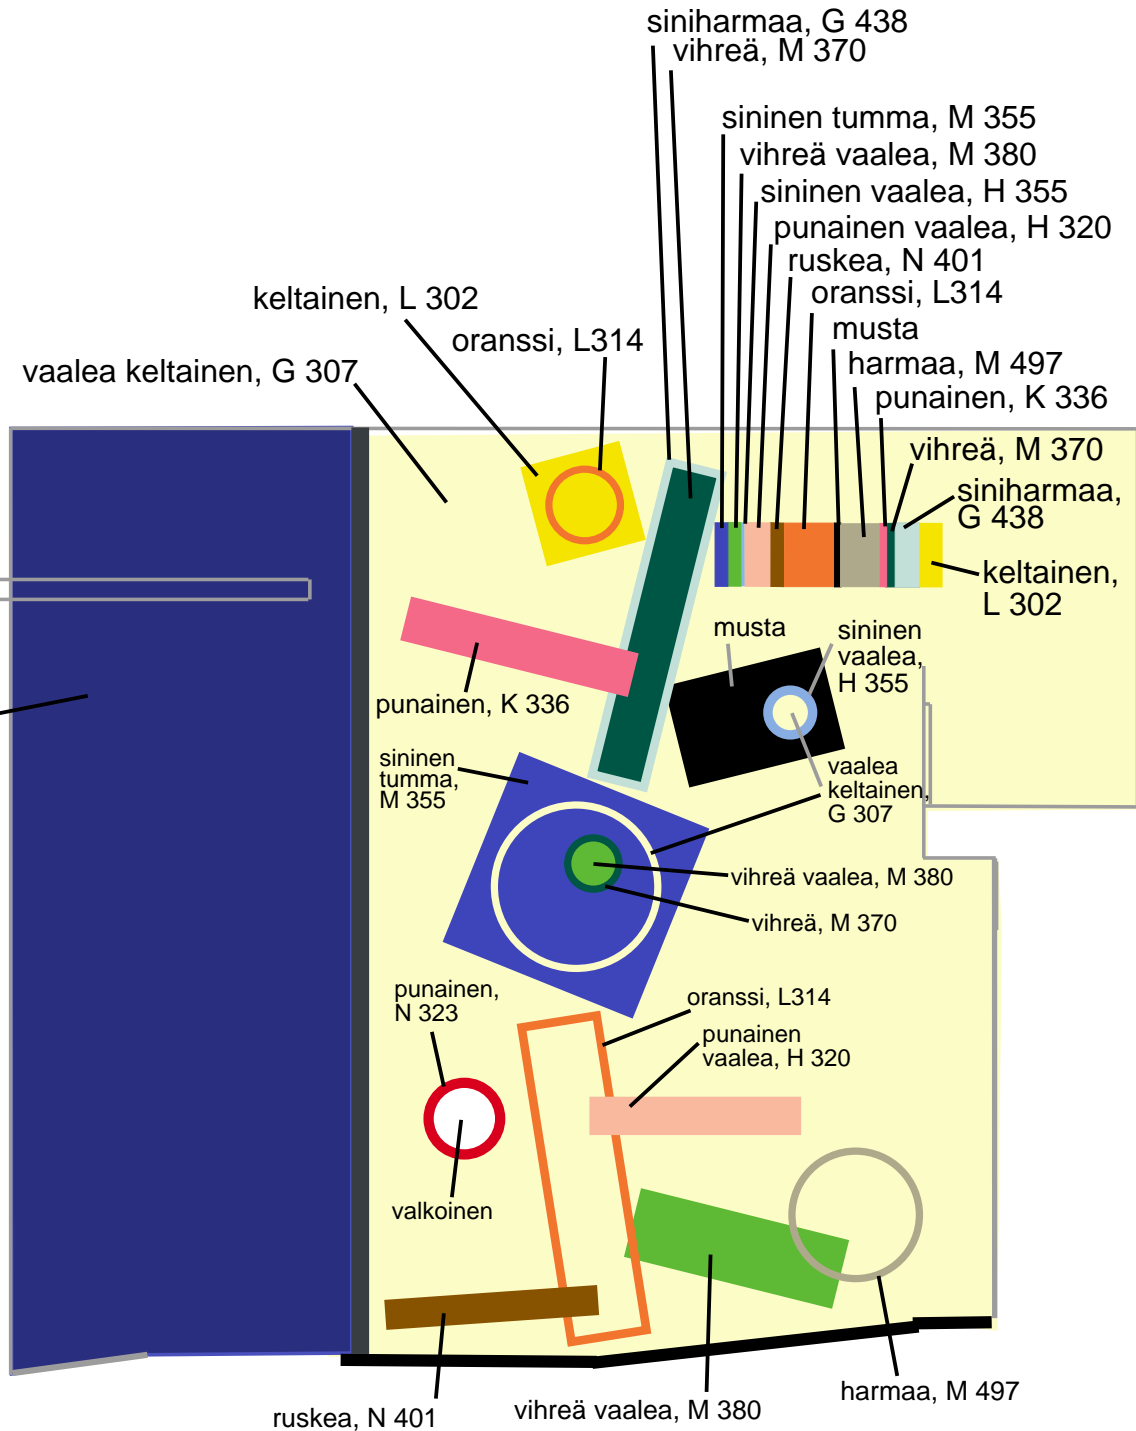 siniharmaa, G 438
vihreä, M 370
sininen tumma, M 355
vihreä vaalea, M 380
sininen vaalea, H 355
punainen vaalea, H 320
ruskea, N 401
oranssi, L314
musta
harmaa, M 497
punainen, K 336
keltainen, L 302
oranssi, L314
vaalea keltainen, G 307
vihreä, M 370
siniharmaa,
G 438
keltainen,
L 302
musta
sininen
vaalea,
H 355
punainen, K 336
sininen
tumma,
M 355
vaalea
keltainen,
G 307
vihreä vaalea, M 380
vihreä, M 370
punainen,
N 323
oranssi, L314
punainen
vaalea, H 320
valkoinen
harmaa, M 497
ruskea, N 401
vihreä vaalea, M 380